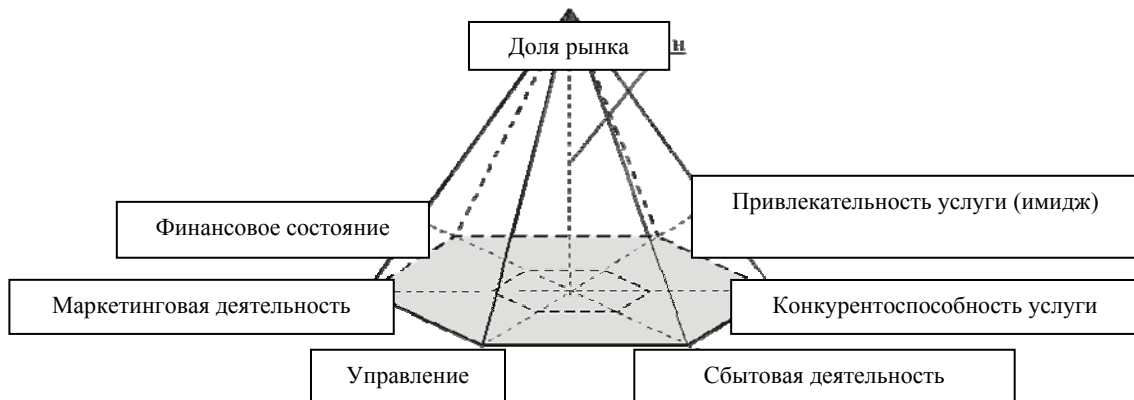 Доля рынка
н
Привлекательность услуги (имидж)
Финансовое состояние
Маркетинговая деятельность
Конкурентоспособность услуги
Управление
Сбытовая деятельность